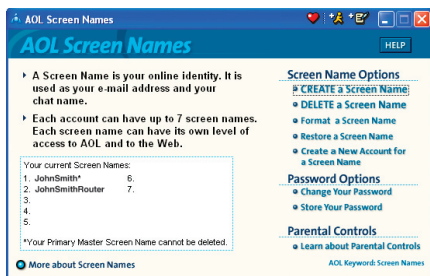 AOL Screen Names
AOL Screen Names
HELP
A Screen Name is your online identity. It is
used as your e-mail address and your
chat name.
Each account can have up to 7 screen names.
Each screen name can have its own level of
access to AOL and to the Web.
Your current Screen Names:
1. JohnSmith* 6.
2. JohnSmithRouter 7.
3.
4.
5.
*Your Primary Master Screen Name cannot be deleted.
More about Screen Names
Screen Name Options
CREATE a Screen Name
DELETE a Screen Name
Format a Screen Name
Restore a Screen Name
Create a New Account for
a Screen Name
Password Options
Change Your Password
Store Your Password
Parental Controls
Learn about Parental Controls
AOL Keyword: Screen Names